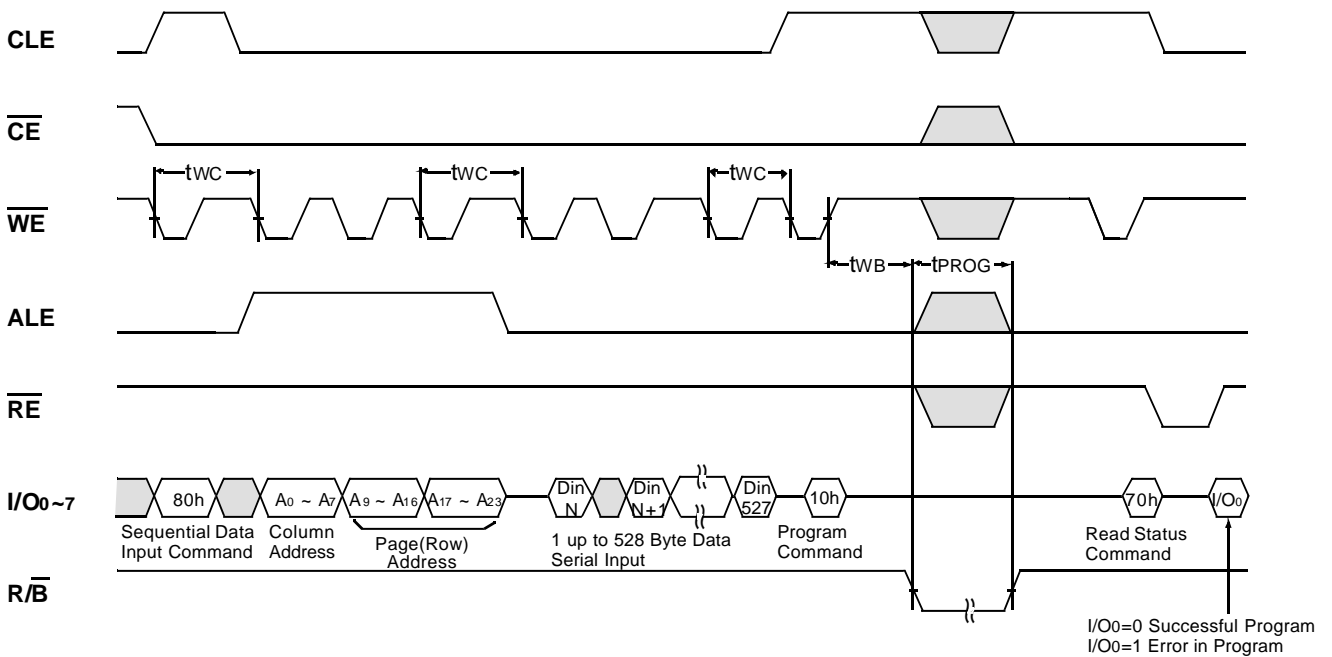 CLE
CE
tWC tWC tWC
WE
tWB tPROG
ALE
RE
I/O0~7
80h A0 ~ A7 A9 ~ A16 A17 ~ A23 Din N Din N+1 Din 527 10h 70h I/O0
Sequential Data Input Command
Column Address
Page(Row) Address
1 up to 528 Byte Data Serial Input
Program Command
Read Status Command
R/B
I/O0=0 Successful Program
I/O0=1 Error in Program